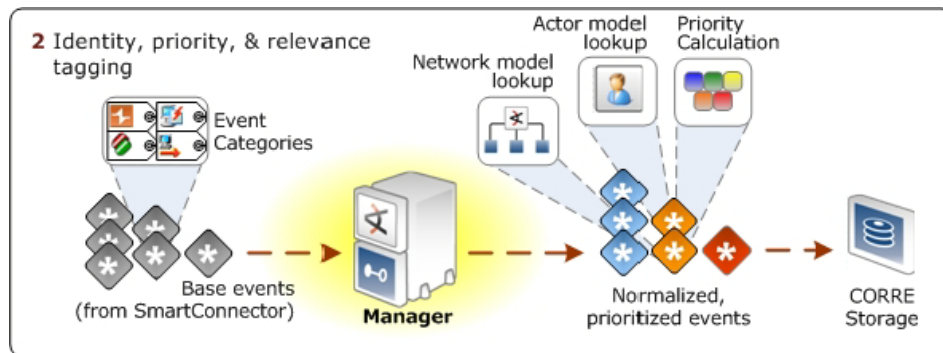 2 Identity, priority, & relevance
tagging
Event
Categories
Network model
lookup
Actor model
lookup
Priority
Calculation
Base events
(from SmartConnector)
Manager
Normalized,
prioritized events
CORRE
Storage